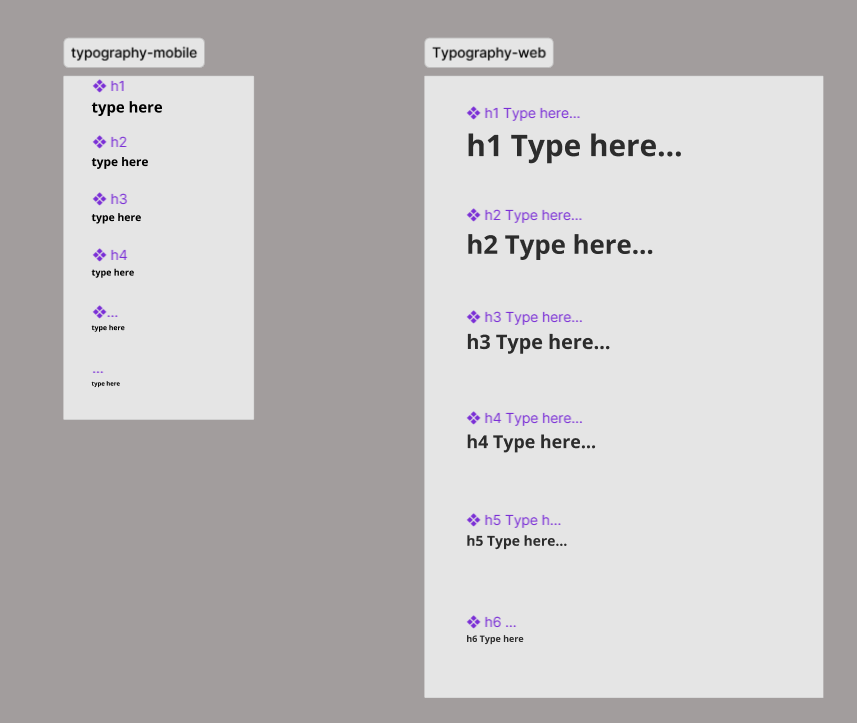 typography-mobile
h1
type here
h2
type here
h3
type here
h4
type here
...
type here
...
type here
Typography-web
h1 Type here...
h1 Type here...
h2 Type here...
h2 Type here...
h3 Type here...
h3 Type here...
h4 Type here...
h4 Type here...
h5 Type h...
h5 Type here...
h6 ...
h6 Type here